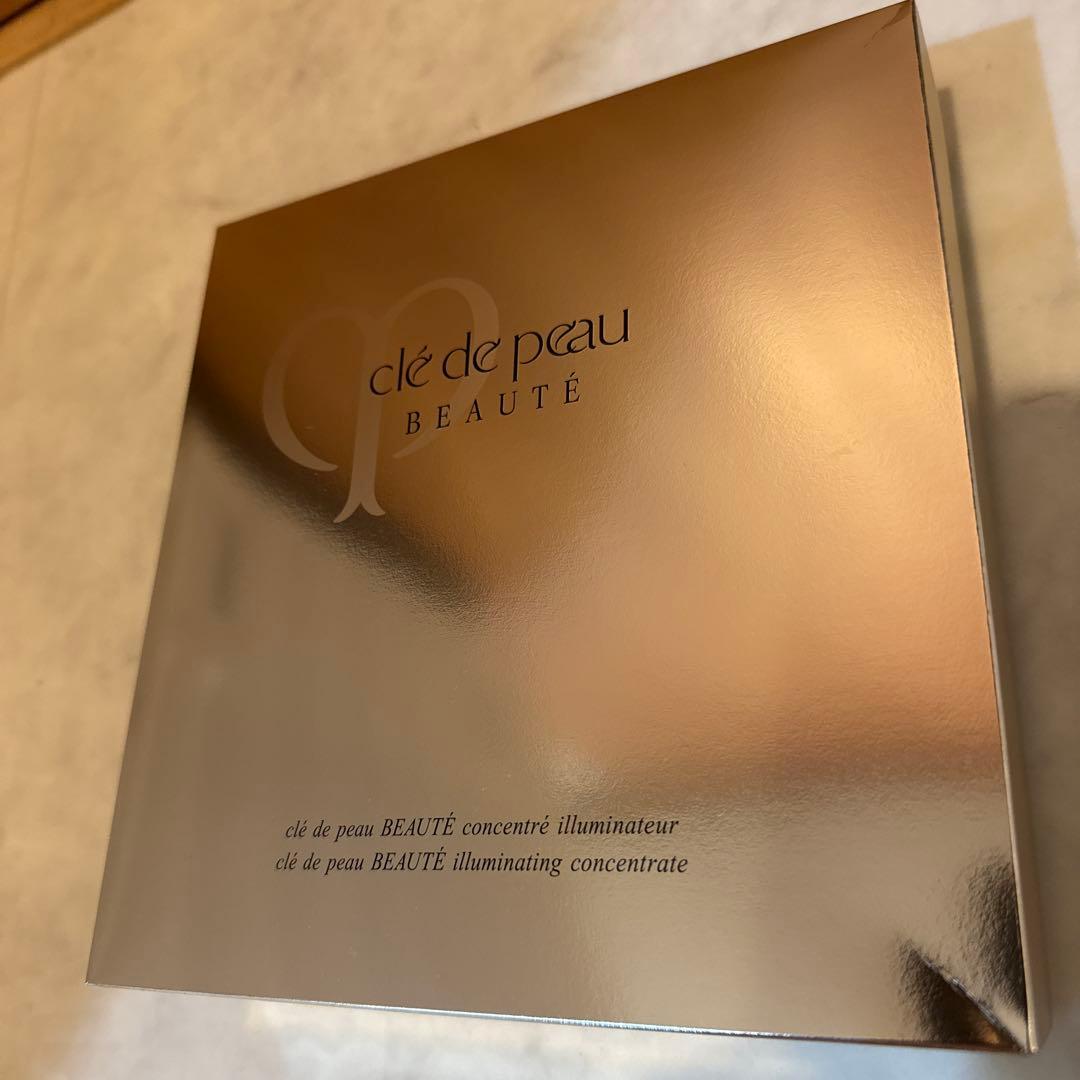 clé de peau
BEAUTÉ
clé de peau BEAUTÉ concentré illuminateur
clé de peau BEAUTÉ illuminating concentrate